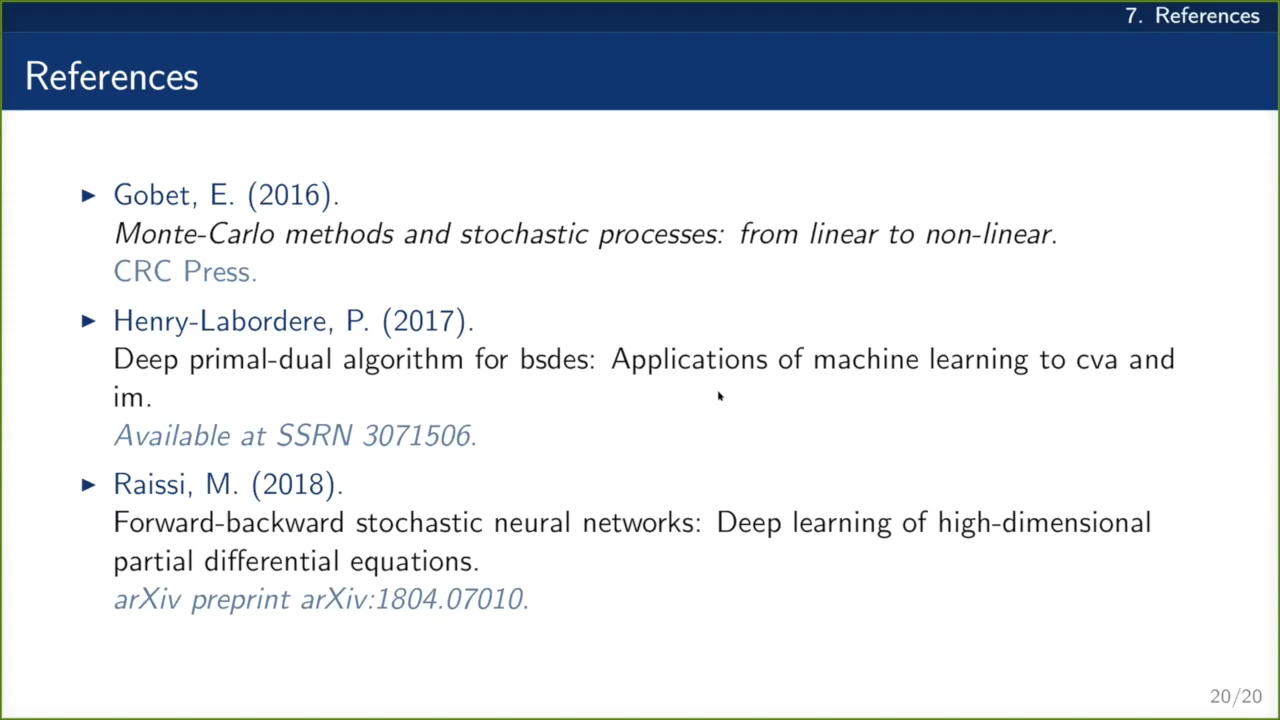 7. References
References
▶ Gobet, E. (2016).
Monte-Carlo methods and stochastic processes: from linear to non-linear.
CRC Press.
▶ Henry-Labordere, P. (2017).
Deep primal-dual algorithm for bsdes: Applications of machine learning to cva and
im.
Available at SSRN 3071506.
▶ Raissi, M. (2018).
Forward-backward stochastic neural networks: Deep learning of high-dimensional
partial differential equations.
arXiv preprint arXiv:1804.07010.
20/20